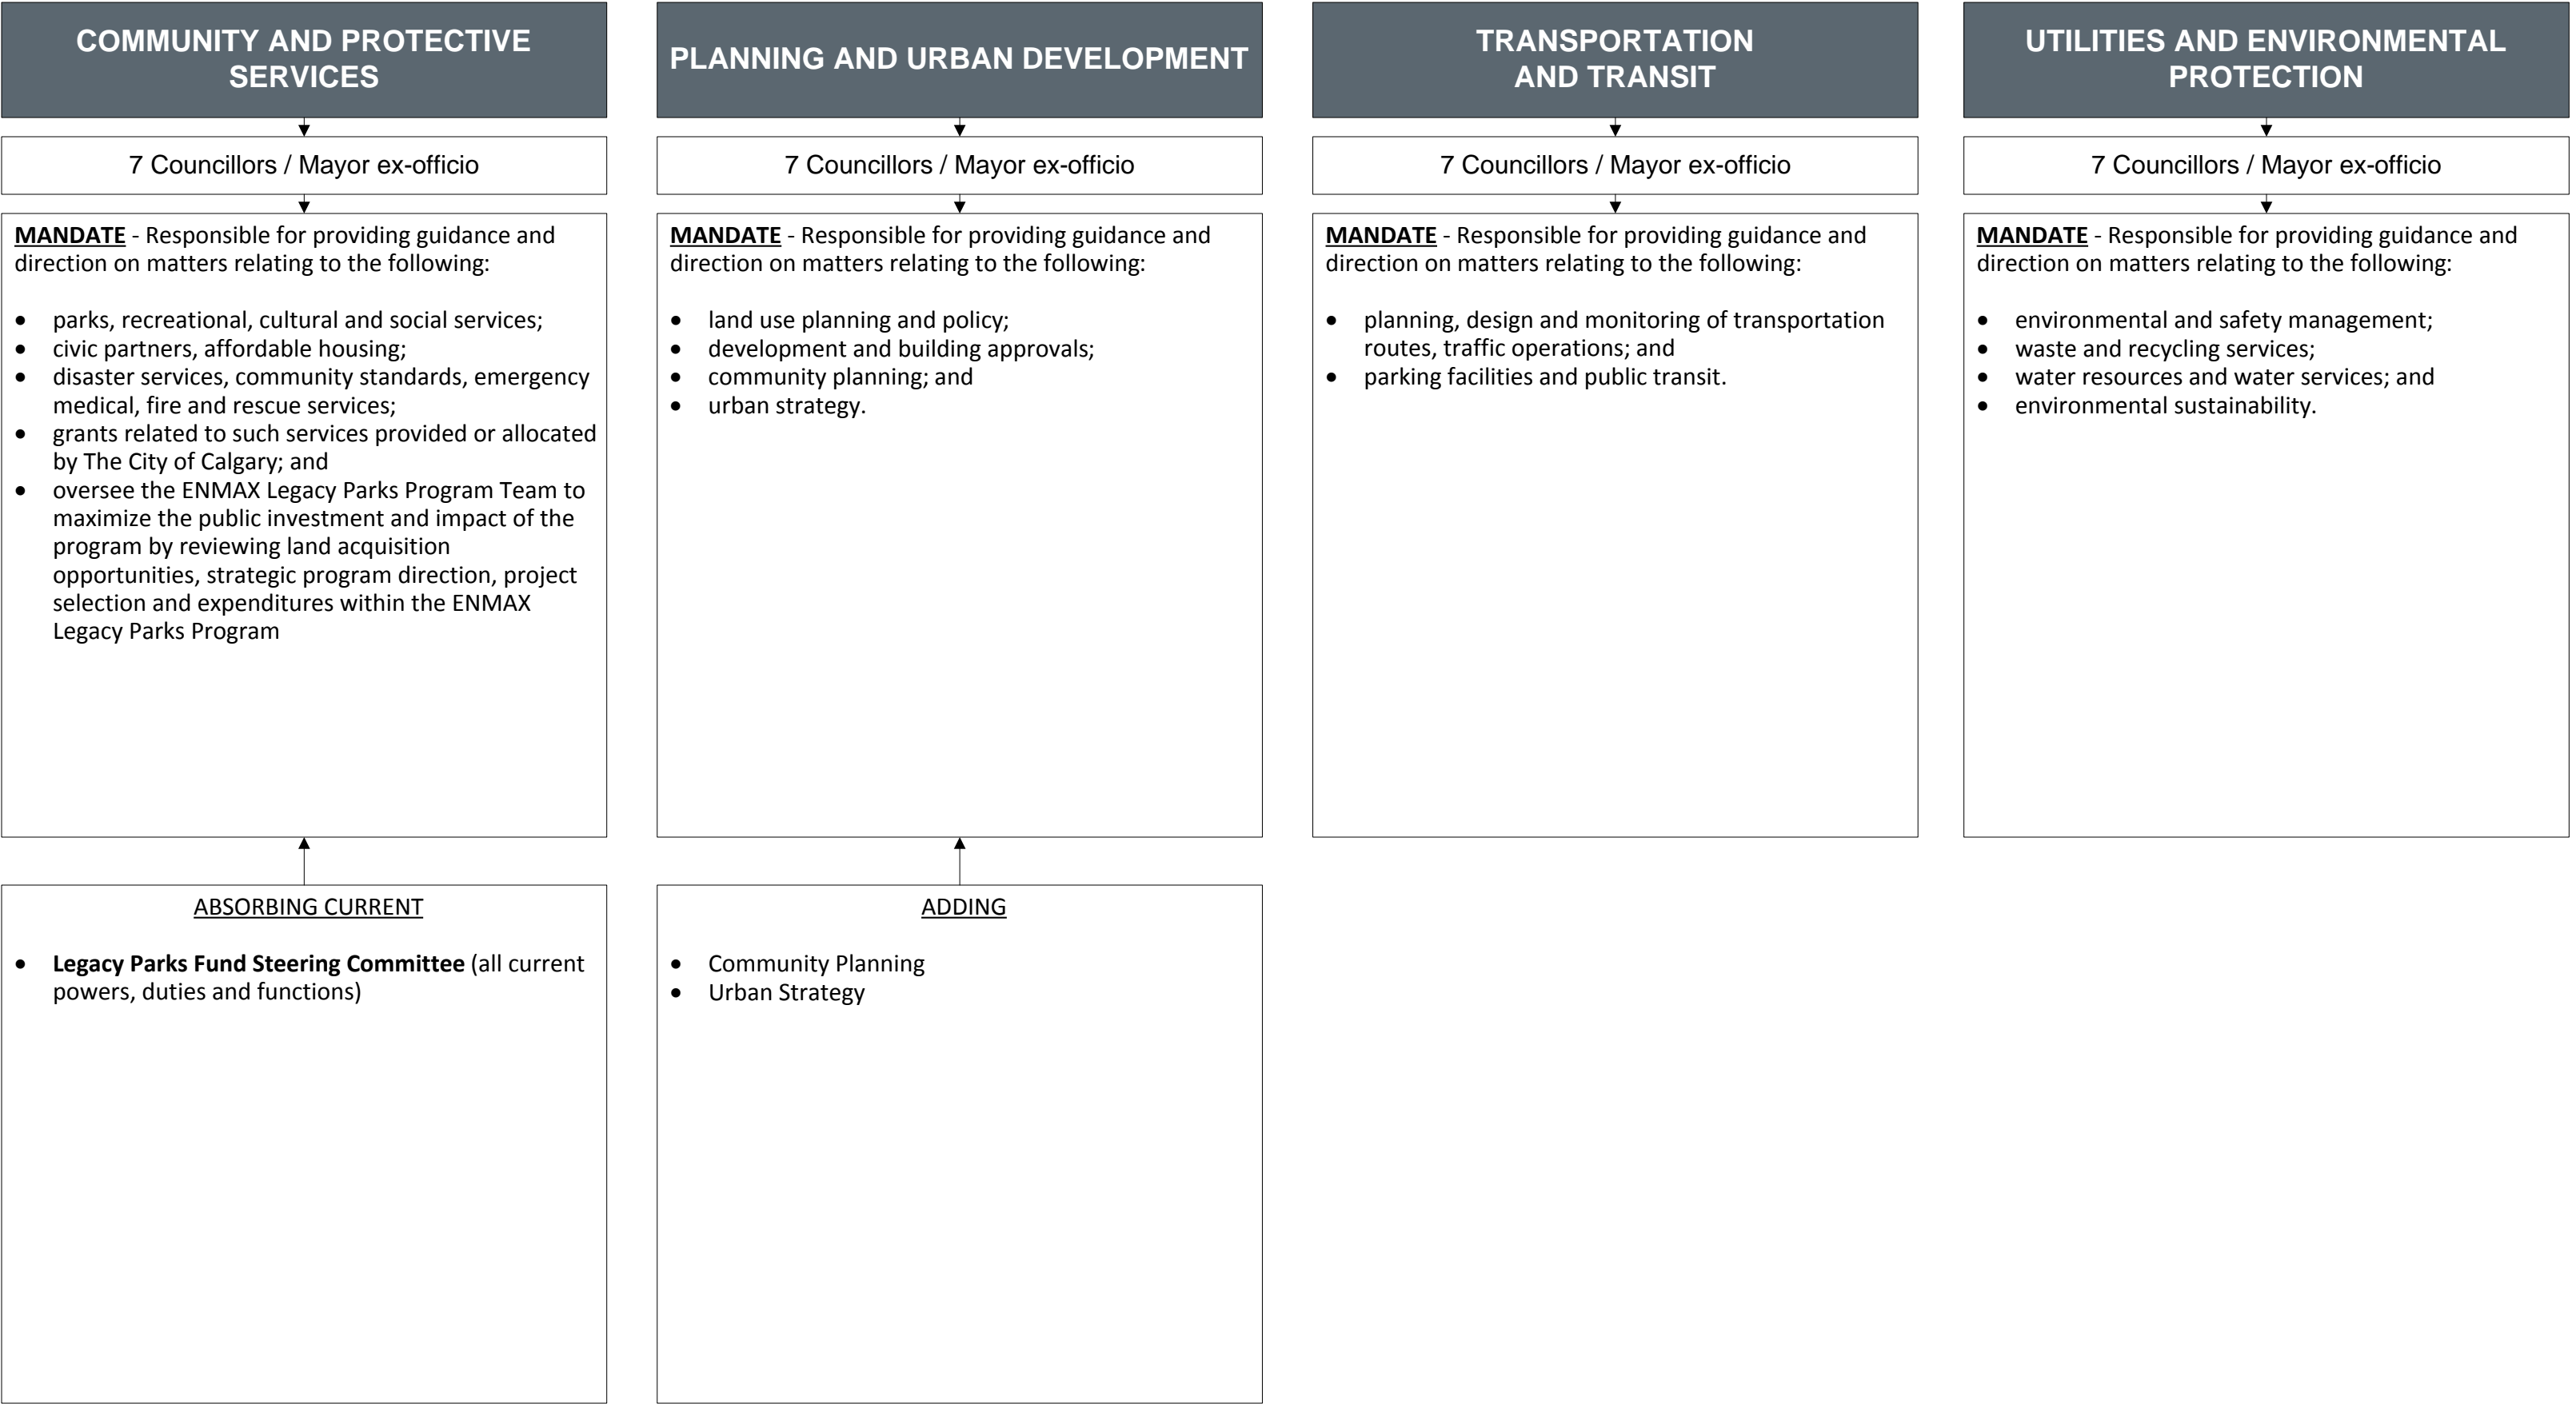 COMMUNITY AND PROTECTIVE
SERVICES
7 Councillors / Mayor ex-officio
MANDATE - Responsible for providing guidance and
direction on matters relating to the following:
• parks, recreational, cultural and social services;
• civic partners, affordable housing;
• disaster services, community standards, emergency
medical, fire and rescue services;
• grants related to such services provided or allocated
by The City of Calgary; and
• oversee the ENMAX Legacy Parks Program Team to
maximize the public investment and impact of the
program by reviewing land acquisition
opportunities, strategic program direction, project
selection and expenditures within the ENMAX
Legacy Parks Program
ABSORBING CURRENT
• Legacy Parks Fund Steering Committee (all current
powers, duties and functions)
PLANNING AND URBAN DEVELOPMENT
7 Councillors / Mayor ex-officio
MANDATE - Responsible for providing guidance and
direction on matters relating to the following:
• land use planning and policy;
• development and building approvals;
• community planning; and
• urban strategy.
ADDING
• Community Planning
• Urban Strategy
TRANSPORTATION
AND TRANSIT
7 Councillors / Mayor ex-officio
MANDATE - Responsible for providing guidance and
direction on matters relating to the following:
• planning, design and monitoring of transportation
routes, traffic operations; and
• parking facilities and public transit.
UTILITIES AND ENVIRONMENTAL
PROTECTION
7 Councillors / Mayor ex-officio
MANDATE - Responsible for providing guidance and
direction on matters relating to the following:
• environmental and safety management;
• waste and recycling services;
• water resources and water services; and
• environmental sustainability.